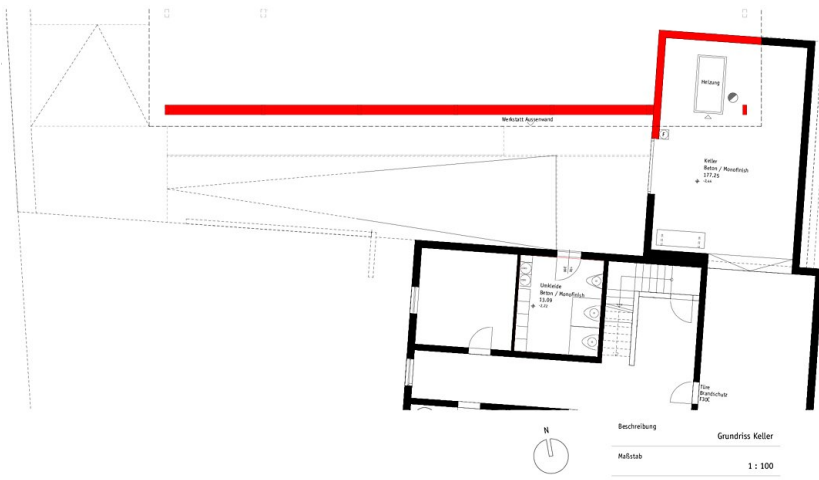 Heizung
Werkstatt Aussenwand
Keller
Beton / Monofinish
177.25
Umkleide
Beton / Monofinish
13.09
Türe
Brandschutz
T30C
N
Beschreibung
Grundriss Keller
Maßstab
1 : 100